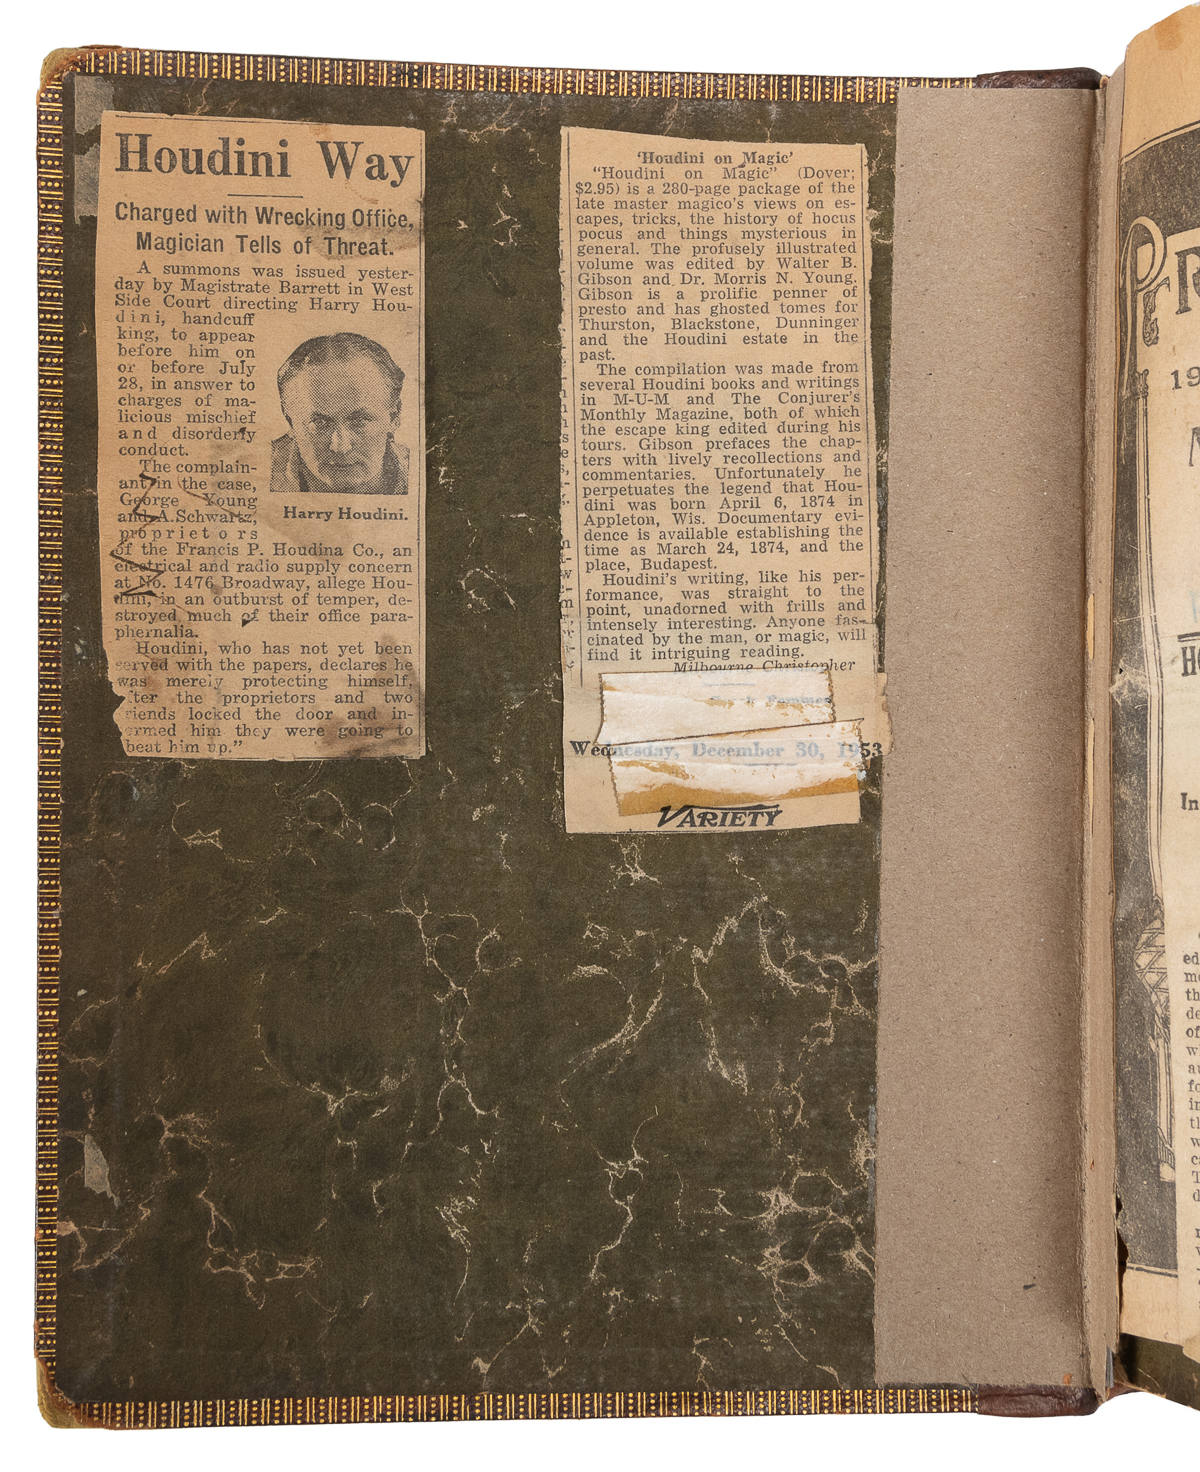 Houdini Way
Charged with Wrecking Office,
Magician Tells of Threat.
A summons was issued yester-
day by Magistrate Barrett in West
Side Court directing Harry Hou-
dini, handcuff
king, to appear
before him on
or before July
28, in answer to
charges of ma-
licious mischief
and disorderly
conduct.
The complain-
ant in the case,
George Young
and A. Schwartz,
proprietors
of the Francis P. Houdina Co., an
electrical and radio supply concern
at No. 1476 Broadway, allege Hou-
dini, in an outburst of temper, de-
stroyed much of their office para-
phernalia.
Houdini, who has not yet been
served with the papers, declares he
was merely protecting himself,
after the proprietors and two
friends locked the door and in-
formed him they were going to
beat him up."
Harry Houdini.
'Houdini on Magic'
"Houdini on Magic" (Dover;
$2.95) is a 280-page package of the
late master magico's views on es-
capes, tricks, the history of hocus
pocus and things mysterious in
general. The profusely illustrated
volume was edited by Walter B.
Gibson and Dr. Morris N. Young.
Gibson is a prolific penner of
presto and has ghosted tomes for
Thurston, Blackstone, Dunninger
and the Houdini estate in the
past.
The compilation was made from
several Houdini books and writings
in M-U-M and The Conjurer's
Monthly Magazine, both of which
the escape king edited during his
tours. Gibson prefaces the chap-
ters with lively recollections and
commentaries. Unfortunately he
perpetuates the legend that Hou-
dini was born April 6, 1874 in
Appleton, Wis. Documentary evi-
dence is available establishing the
time as March 24, 1874, and the
place, Budapest.
Houdini's writing, like his per-
formance, was straight to the
point, unadorned with frills and
intensely interesting. Anyone fas-
cinated by the man, or magic, will
find it intriguing reading.
Milbourne Christopher
Wednesday, December 30, 1953
VARIETY